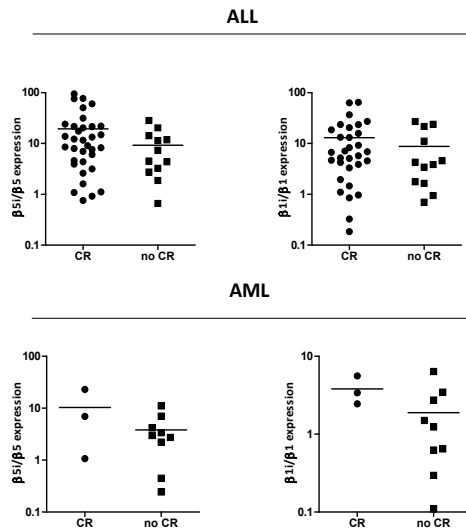 ALL
β5i/β5 expression
100
10
1
0.1
CR
no CR
β1i/β1 expression
100
10
1
0.1
CR
no CR
AML
β5i/β5 expression
100
10
1
0.1
CR
no CR
β1i/β1 expression
10
1
0.1
CR
no CR